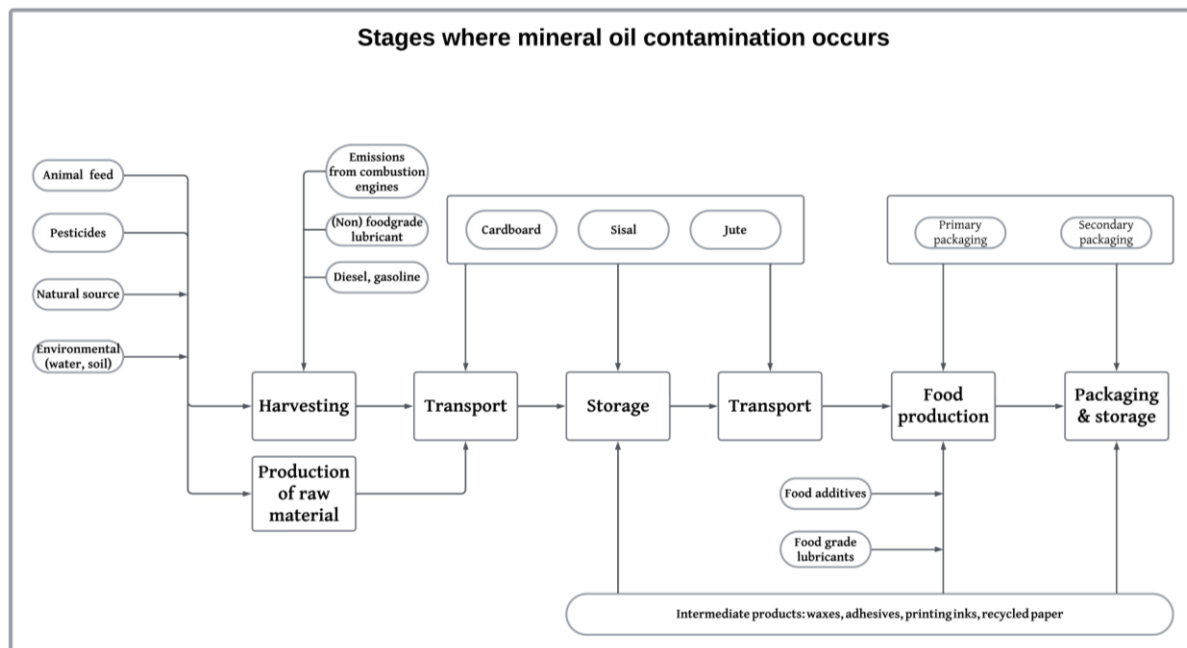 Stages where mineral oil contamination occurs
Animal feed
Pesticides
Natural source
Environmental
(water, soil)
Emissions
from combustion
engines
(Non) foodgrade
lubricant
Diesel, gasoline
Cardboard
Sisal
Jute
Primary
packaging
Secondary
packaging
Harvesting
Transport
Storage
Transport
Food
production
Packaging
& storage
Production
of raw
material
Food additives
Food grade
lubricants
Intermediate products: waxes, adhesives, printing inks, recycled paper